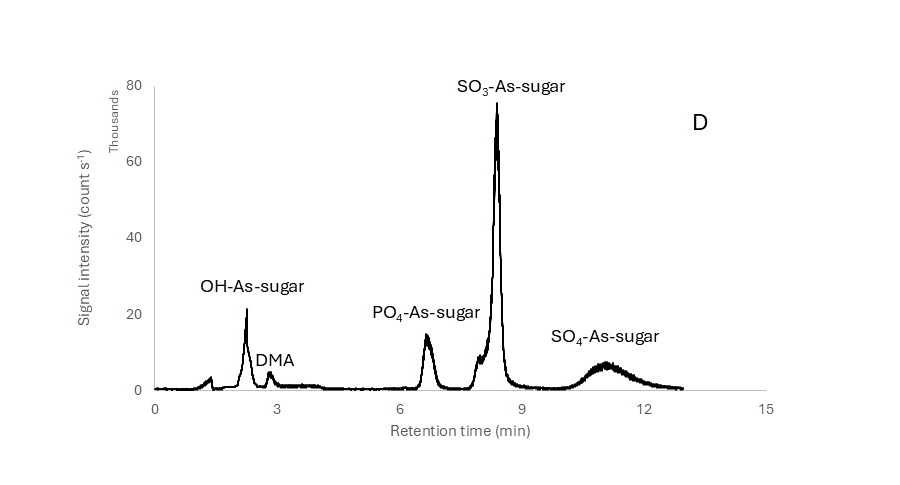 80
Thousands
SO₃-As-sugar
D
60
Signal intensity (count s⁻¹)
40
OH-As-sugar
20
PO₄-As-sugar
SO₄-As-sugar
DMA
0
0 3 6 9 12 15
Retention time (min)